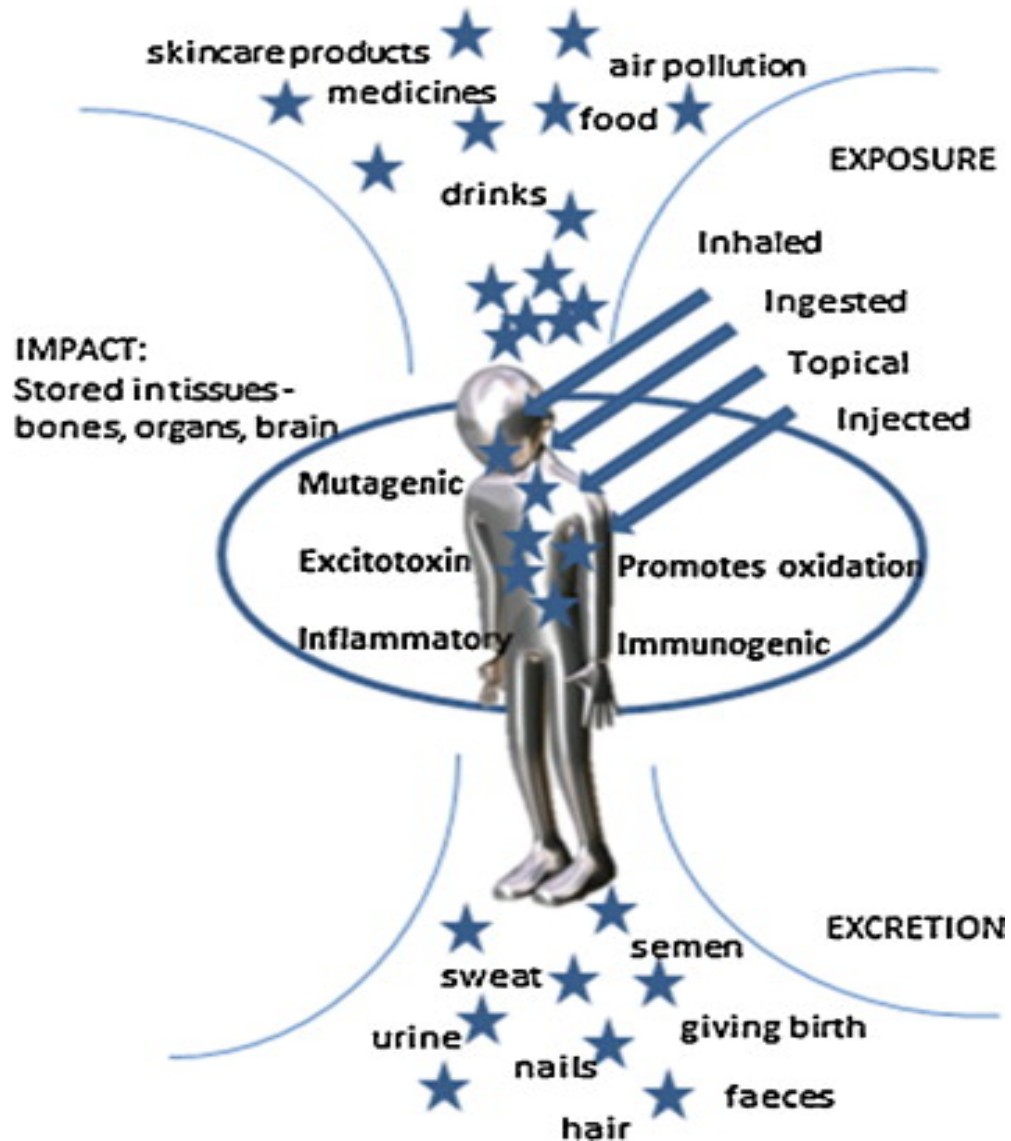 skincare products
air pollution
medicines
food
EXPOSURE
drinks
Inhaled
Ingested
IMPACT:
Stored in tissues-
bones, organs, brain
Topical
Injected
Mutagenic
Excitotoxin
Promotes oxidation
Inflammatory
Immunogenic
EXCRETION
semen
sweat
giving birth
urine
nails
faeces
hair